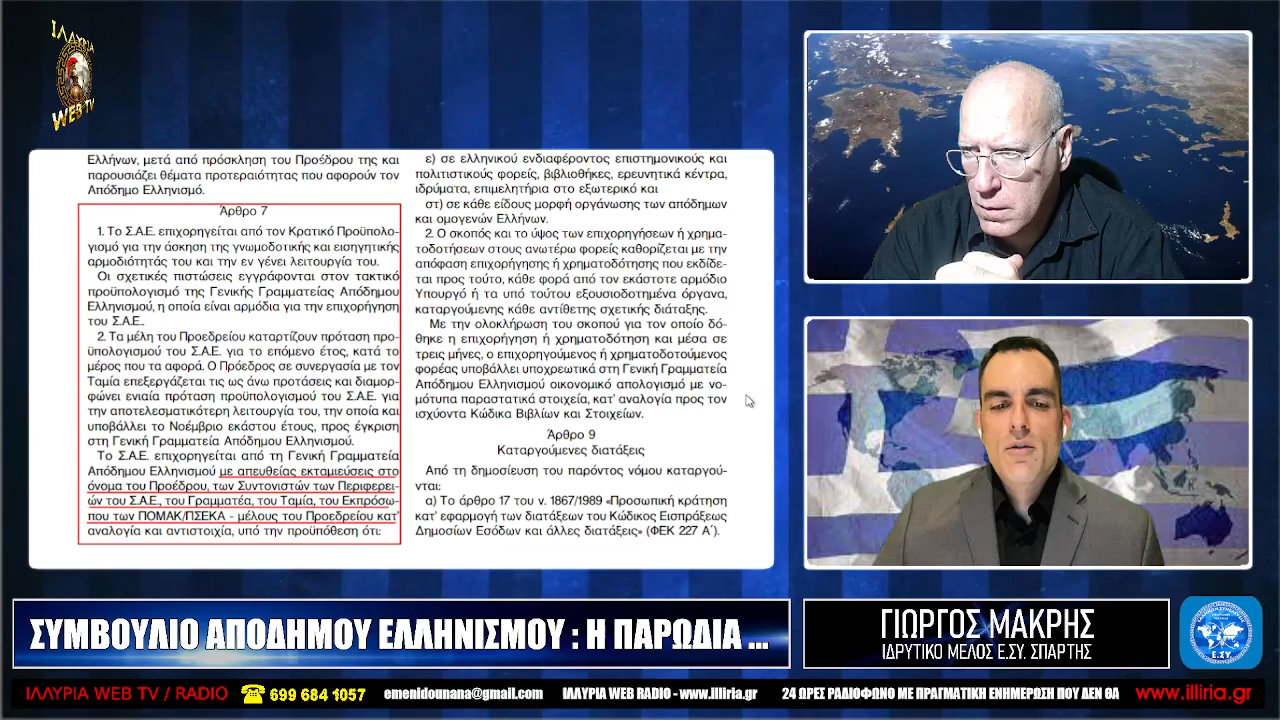 ΙΛΛΥΡΙΑ
WEB TV
Ελλήνων, μετά από πρόσκληση του Προέδρου της και
παρουσιάζει θέματα προτεραιότητας που αφορούν τον
Απόδημο Ελληνισμό.
Άρθρο 7
1. Το Σ.Α.Ε. επιχορηγείται από τον Κρατικό Προϋπολο-
γισμό για την άσκηση της γνωμοδοτικής και εισηγητικής
αρμοδιότητάς του και την εν γένει λειτουργία του.
Οι σχετικές πιστώσεις εγγράφονται στον τακτικό
προϋπολογισμό της Γενικής Γραμματείας Απόδημου
Ελληνισμού, η οποία είναι αρμόδια για την επιχορήγηση
του Σ.Α.Ε..
2. Τα μέλη του Προεδρείου καταρτίζουν πρόταση προ-
ϋπολογισμού του Σ.Α.Ε. για το επόμενο έτος, κατά το
μέρος που τα αφορά. Ο Πρόεδρος σε συνεργασία με τον
Ταμία επεξεργάζεται τις ως άνω προτάσεις και διαμορ-
φώνει ενιαία πρόταση προϋπολογισμού του Σ.Α.Ε. για
την αποτελεσματικότερη λειτουργία του, την οποία και
υποβάλλει το Νοέμβριο εκάστου έτους, προς έγκριση
στη Γενική Γραμματεία Απόδημου Ελληνισμού.
Το Σ.Α.Ε. επιχορηγείται από τη Γενική Γραμματεία
Απόδημου Ελληνισμού με απευθείας εκταμιεύσεις στο
όνομα του Προέδρου, των Συντονιστών των Περιφερει-
ών του Σ.Α.Ε., του Γραμματέα, του Ταμία, του Εκπρόσω-
που των ΠΟΜΑΚ/ΠΣΕΚΑ - μέλους του Προεδρείου κατ'
αναλογία και αντιστοιχία, υπό την προϋπόθεση ότι:
ε) σε ελληνικού ενδιαφέροντος επιστημονικούς και
πολιτιστικούς φορείς, βιβλιοθήκες, ερευνητικά κέντρα,
ιδρύματα, επιμελητήρια στο εξωτερικό και
στ) σε κάθε είδους μορφή οργάνωσης των απόδημων
και ομογενών Ελλήνων.
2. Ο σκοπός και το ύψος των επιχορηγήσεων ή χρημα-
τοδοτήσεων στους ανωτέρω φορείς καθορίζεται με την
απόφαση επιχορήγησης ή χρηματοδότησης που εκδίδε-
ται προς τούτο, κάθε φορά από τον εκάστοτε αρμόδιο
Υπουργό ή τα υπό τούτου εξουσιοδοτημένα όργανα,
καταργούμενης κάθε αντίθετης σχετικής διάταξης.
Με την ολοκλήρωση του σκοπού για τον οποίο δό-
θηκε η επιχορήγηση ή χρηματοδότηση και μέσα σε
τρεις μήνες, ο επιχορηγούμενος ή χρηματοδοτούμενος
φορέας υποβάλλει υποχρεωτικά στη Γενική Γραμματεία
Απόδημου Ελληνισμού οικονομικό απολογισμό με νο-
μότυπα παραστατικά στοιχεία, κατ' αναλογία προς τον
ισχύοντα Κώδικα Βιβλίων και Στοιχείων.
Άρθρο 9
Καταργούμενες διατάξεις
Από τη δημοσίευση του παρόντος νόμου καταργού-
νται:
α) Το άρθρο 17 του ν. 1867/1989 «Προσωπική κράτηση
κατ' εφαρμογή των διατάξεων του Κώδικος Εισπράξεως
Δημοσίων Εσόδων και άλλες διατάξεις» (ΦΕΚ 227 Α΄).
ΣΥΜΒΟΥΛΙΟ ΑΠΟΔΗΜΟΥ ΕΛΛΗΝΙΣΜΟΥ : Η ΠΑΡΩΔΙΑ ...
ΓΙΩΡΓΟΣ ΜΑΚΡΗΣ
ΙΔΡΥΤΙΚΟ ΜΕΛΟΣ Ε.ΣΥ. ΣΠΑΡΤΗΣ
Ε.ΣΥ.
ΙΛΛΥΡΙΑ WEB TV / RADIO 699 684 1057 emenidounana@gmail.com ΙΛΛΥΡΙΑ WEB RADIO - www.illiria.gr 24 ΩΡΕΣ ΡΑΔΙΟΦΩΝΟ ΜΕ ΠΡΑΓΜΑΤΙΚΗ ΕΝΗΜΕΡΩΣΗ ΠΟΥ ΔΕΝ ΘΑ www.illiria.gr